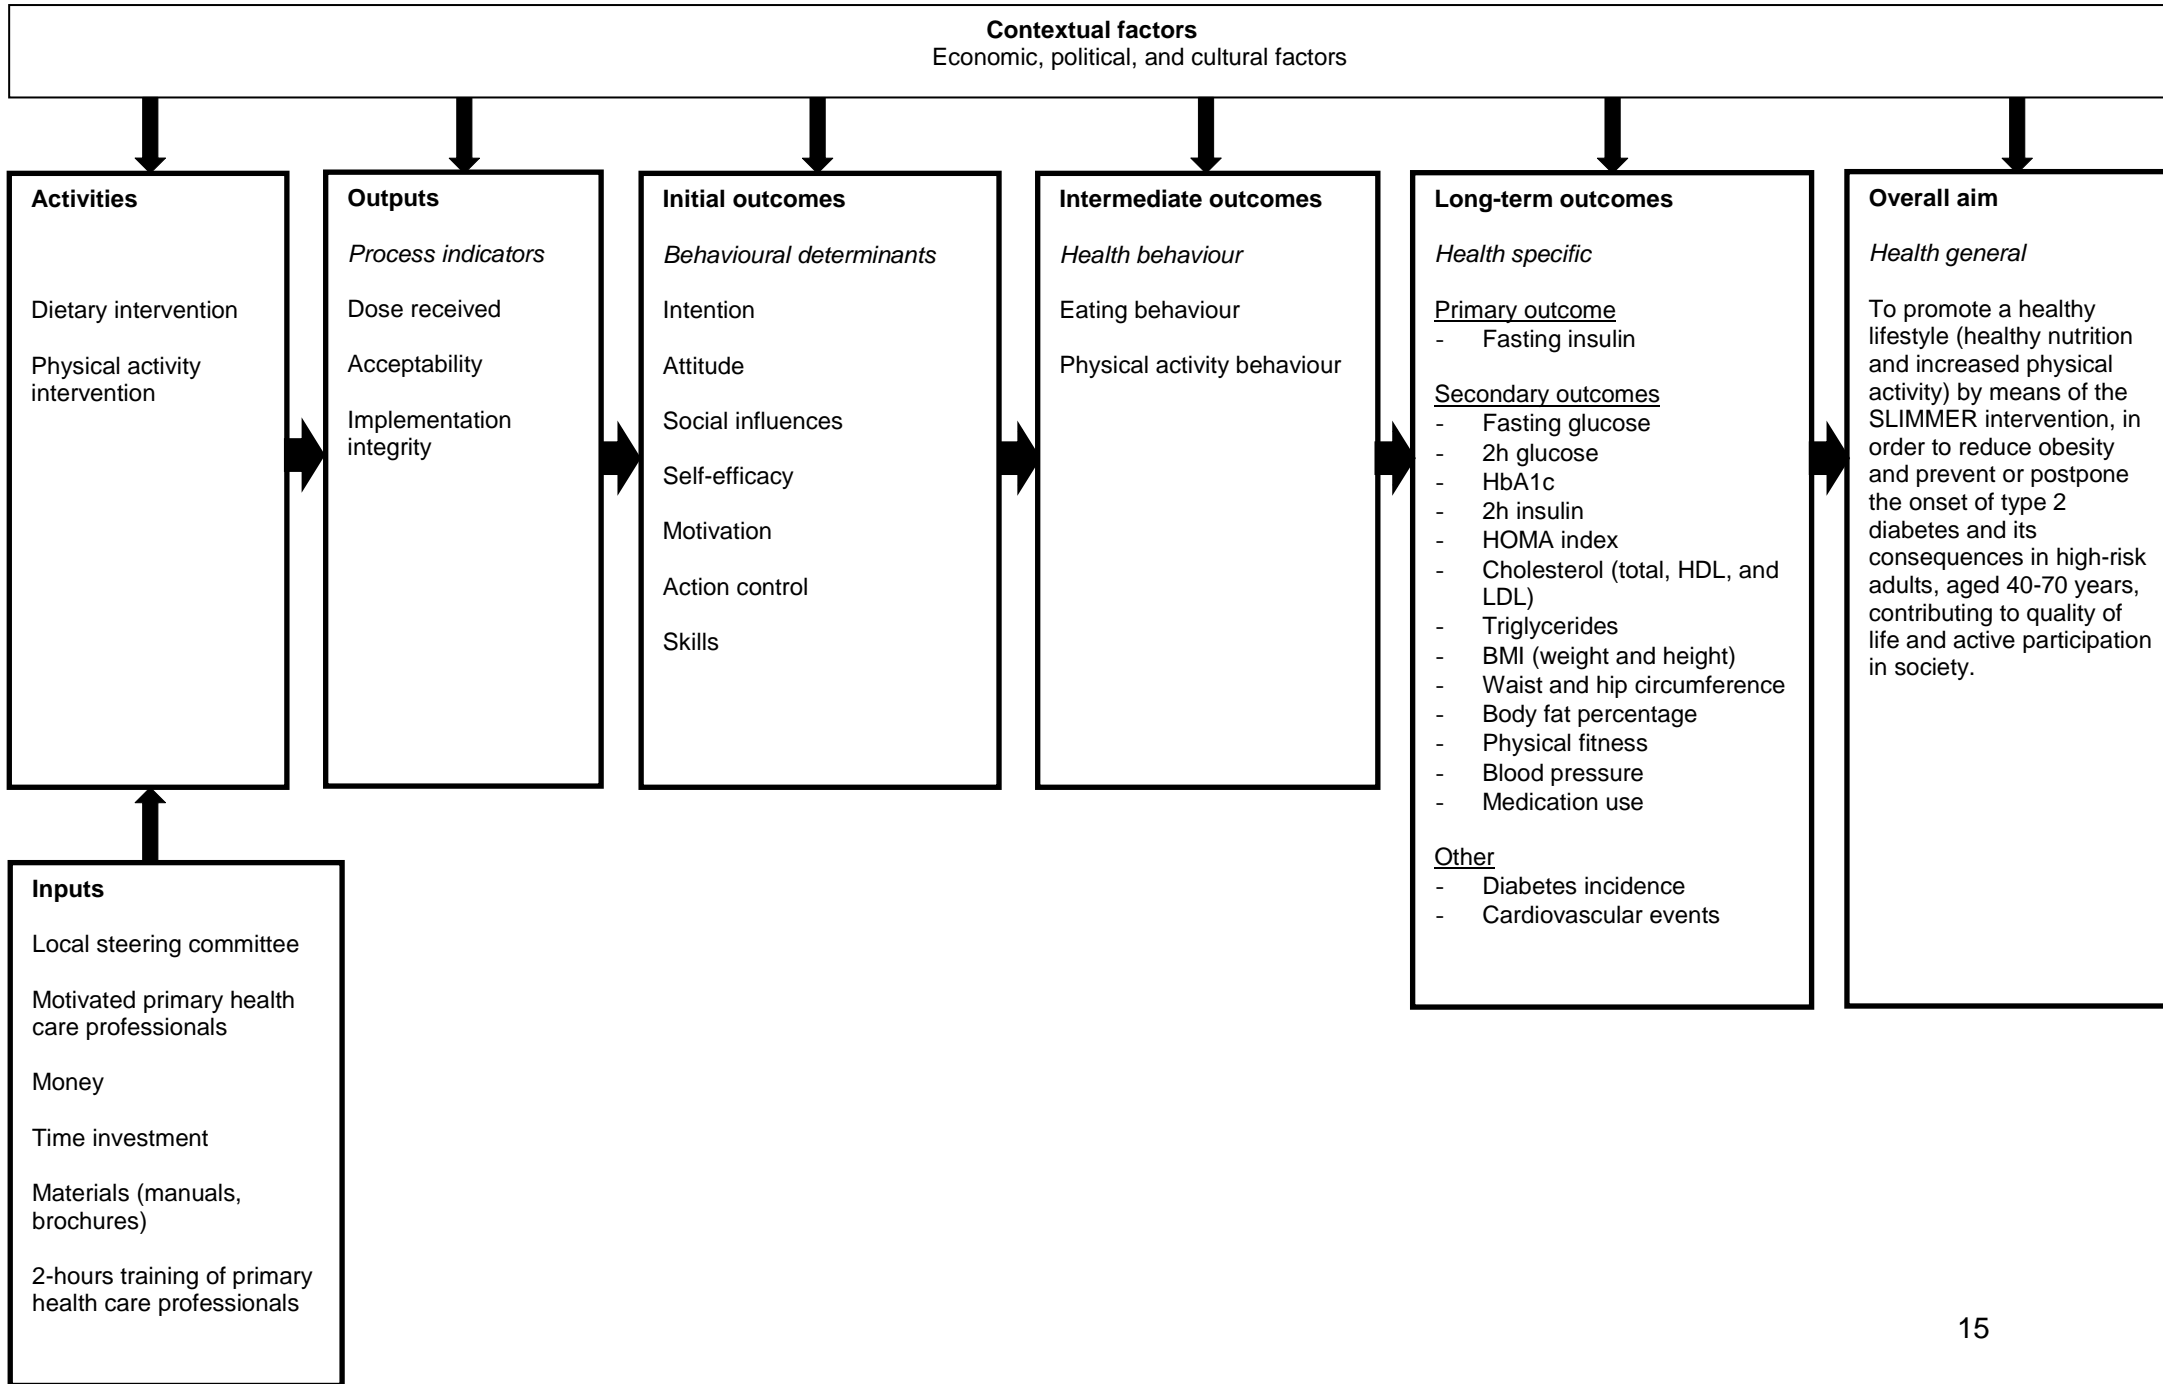 Contextual factors
Economic, political, and cultural factors
Activities
Dietary intervention
Physical activity
intervention
Outputs
Process indicators
Dose received
Acceptability
Implementation
integrity
Initial outcomes
Behavioural determinants
Intention
Attitude
Social influences
Self-efficacy
Motivation
Action control
Skills
Intermediate outcomes
Health behaviour
Eating behaviour
Physical activity behaviour
Long-term outcomes
Health specific
Primary outcome
- Fasting insulin
Secondary outcomes
- Fasting glucose
- 2h glucose
- HbA1c
- 2h insulin
- HOMA index
- Cholesterol (total, HDL, and
LDL)
- Triglycerides
- BMI (weight and height)
- Waist and hip circumference
- Body fat percentage
- Physical fitness
- Blood pressure
- Medication use
Other
- Diabetes incidence
- Cardiovascular events
Overall aim
Health general
To promote a healthy
lifestyle (healthy nutrition
and increased physical
activity) by means of the
SLIMMER intervention, in
order to reduce obesity
and prevent or postpone
the onset of type 2
diabetes and its
consequences in high-risk
adults, aged 40-70 years,
contributing to quality of
life and active participation
in society.
Inputs
Local steering committee
Motivated primary health
care professionals
Money
Time investment
Materials (manuals,
brochures)
2-hours training of primary
health care professionals
15